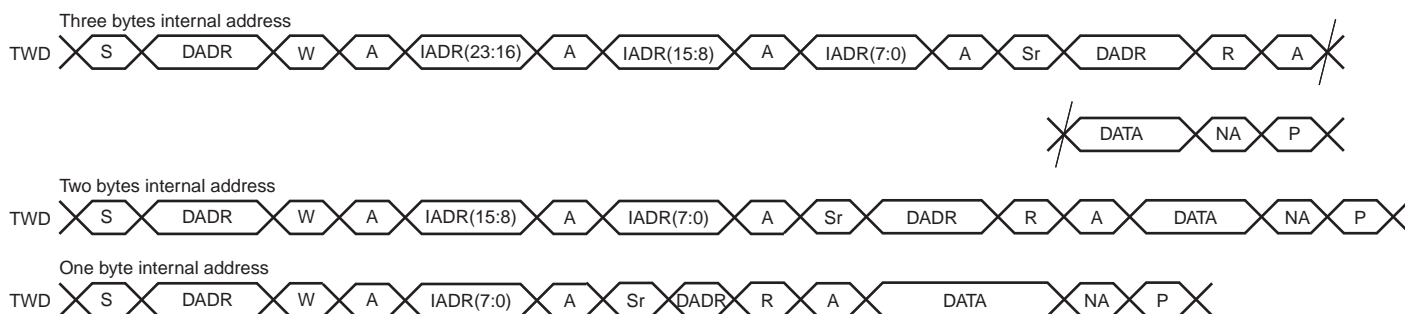 Three bytes internal address
TWD S DADR W A IADR(23:16) A IADR(15:8) A IADR(7:0) A Sr DADR R A
DATA NA P
Two bytes internal address
TWD S DADR W A IADR(15:8) A IADR(7:0) A Sr DADR R A DATA NA P
One byte internal address
TWD S DADR W A IADR(7:0) A Sr DADR R A DATA NA P